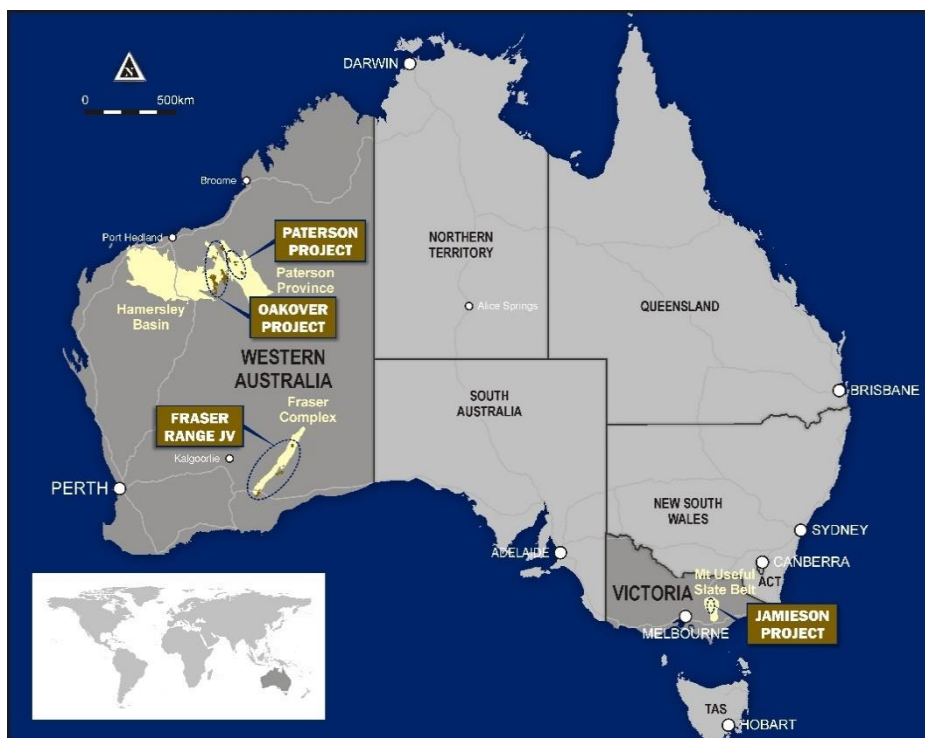 DARWIN
N
0 500km
Broome
PATERSON
PROJECT
Port Hedland
NORTHERN
TERRITORY
Paterson
Province
OAKOVER
PROJECT
Hamersley
Basin
Alice Springs
QUEENSLAND
WESTERN
AUSTRALIA
SOUTH
AUSTRALIA
BRISBANE
Fraser
Complex
FRASER
RANGE JV
Kalgoorlie
PERTH
NEW SOUTH
WALES
SYDNEY
ADELAIDE
CANBERRA
ACT
Mt Useful
Slate Belt
VICTORIA
JAMIESON
PROJECT
MELBOURNE
TAS
HOBART